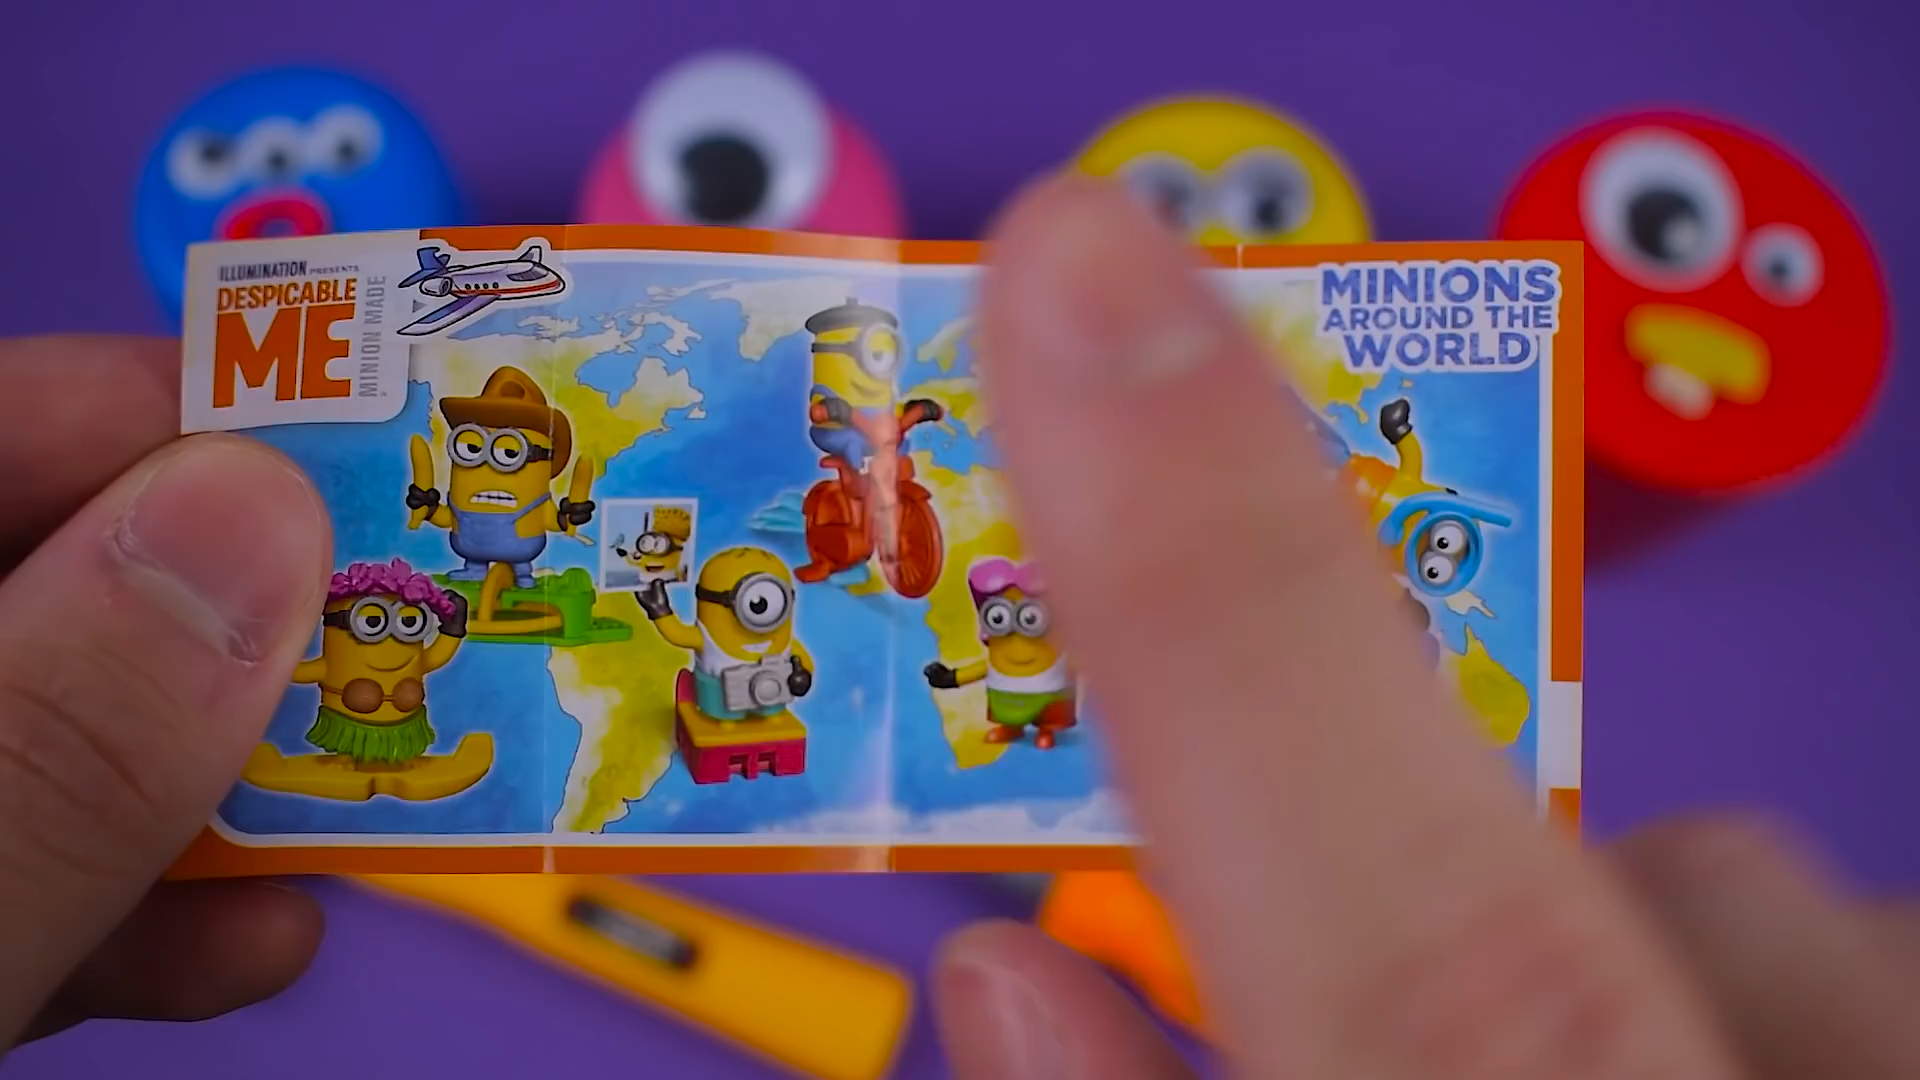 ILLUMINATION PRESENTS
DESPICABLE
ME
MINION MADE
MINIONS
AROUND THE
WORLD